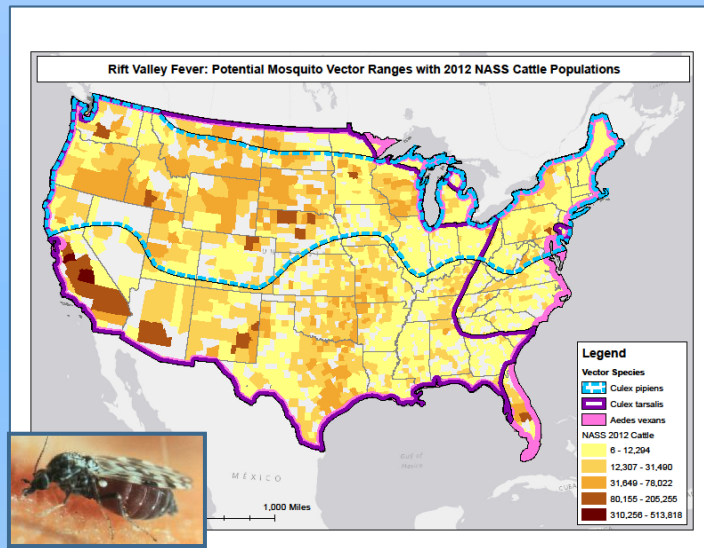 Rift Valley Fever: Potential Mosquito Vector Ranges with 2012 NASS Cattle Populations
Gulf of
Mexico
MÉXICO
CUBA
1,000 Miles
Legend
Vector Species
Culex pipiens
Culex tarsalis
Aedes vexans
NASS 2012 Cattle
6 - 12,294
12,307 - 31,490
31,649 - 78,022
80,155 - 205,255
310,256 - 513,818